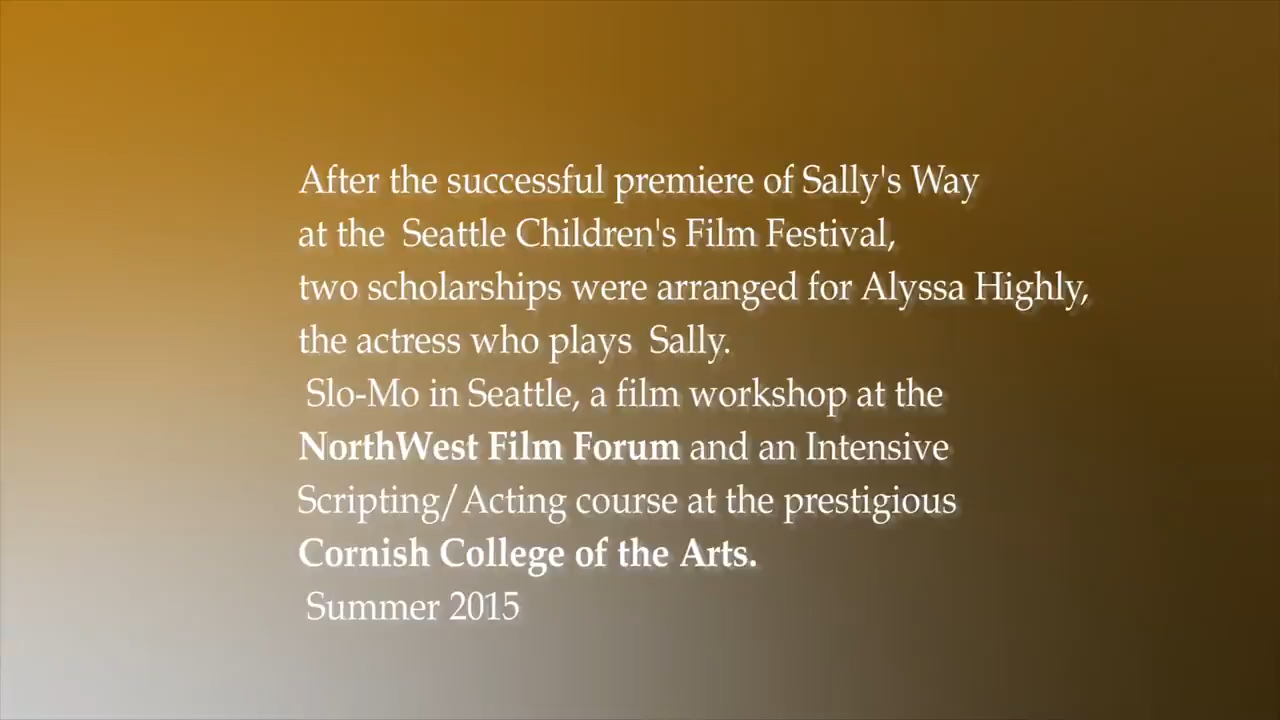 After the successful premiere of Sally's Way
at the Seattle Children's Film Festival,
two scholarships were arranged for Alyssa Highly,
the actress who plays Sally.
Slo-Mo in Seattle, a film workshop at the
NorthWest Film Forum and an Intensive
Scripting/Acting course at the prestigious
Cornish College of the Arts.
Summer 2015